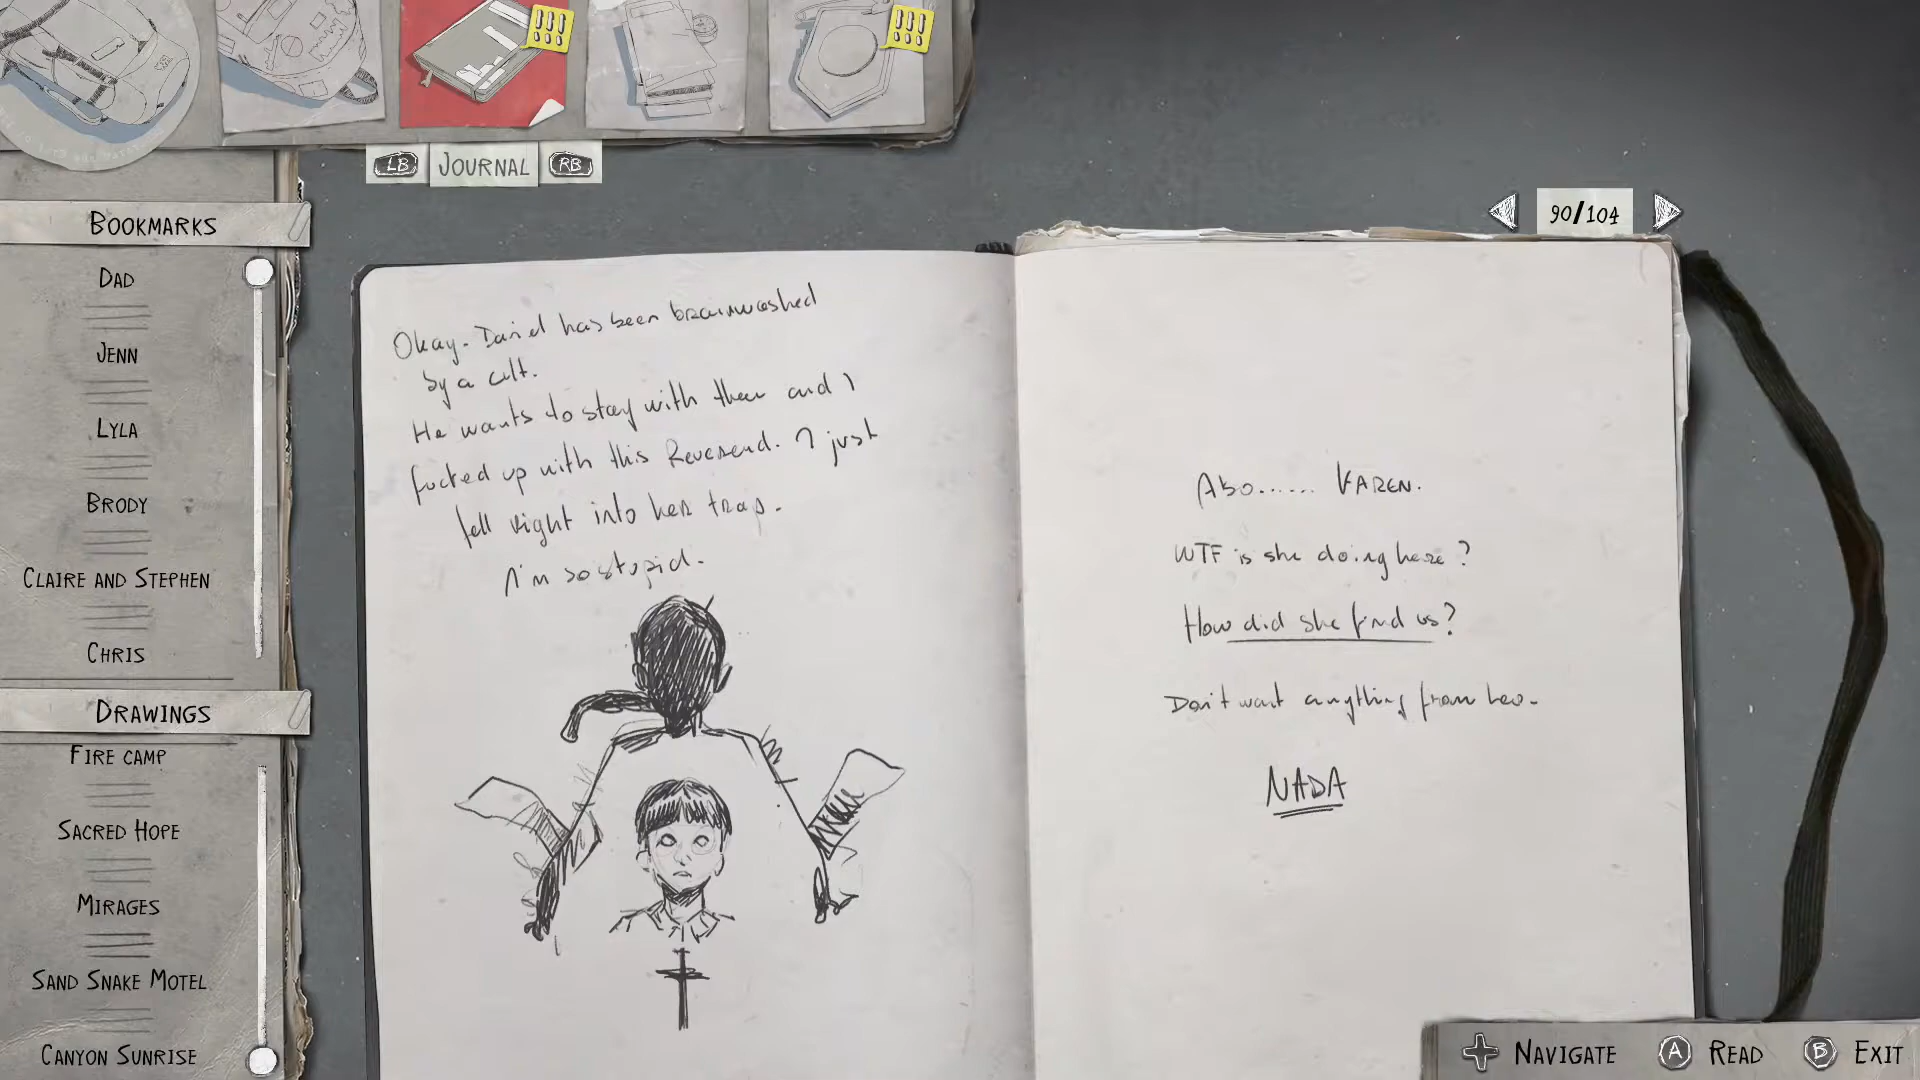 LB JOURNAL RB
90/104
BOOKMARKS
DAD
JENN
LYLA
BRODY
CLAIRE AND STEPHEN
CHRIS
DRAWINGS
FIRE CAMP
SACRED HOPE
MIRAGES
SAND SNAKE MOTEL
CANYON SUNRISE
Okay. Daniel has been brainwashed
by a cult.
He wants to stay with them and I
fucked up with this Reverend. I just
fell right into her trap.
I'm so stupid.
Also...... KAREN.
WTF is she doing here?
How did she find us?
Don't want anything from her.
NADA
NAVIGATE A READ B EXIT